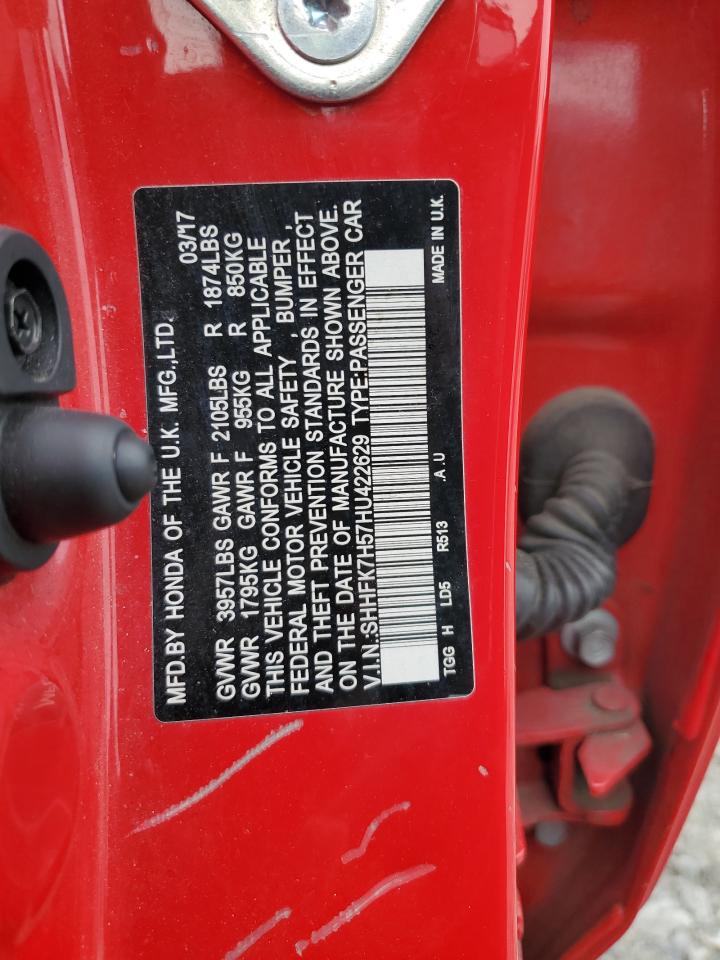 MFD.BY HONDA OF THE U.K. MFG.,LTD. 03/17
GVWR 3957LBS GAWR F 2105LBS R 1874LBS
GVWR 1795KG GAWR F 955KG R 850KG
THIS VEHICLE CONFORMS TO ALL APPLICABLE
FEDERAL MOTOR VEHICLE SAFETY , BUMPER ,
AND THEFT PREVENTION STANDARDS IN EFFECT
ON THE DATE OF MANUFACTURE SHOWN ABOVE.
V.I.N.:SHHFK7H57HU422629 TYPE:PASSENGER CAR
TGG H LD5 R513 .A.U MADE IN U.K.